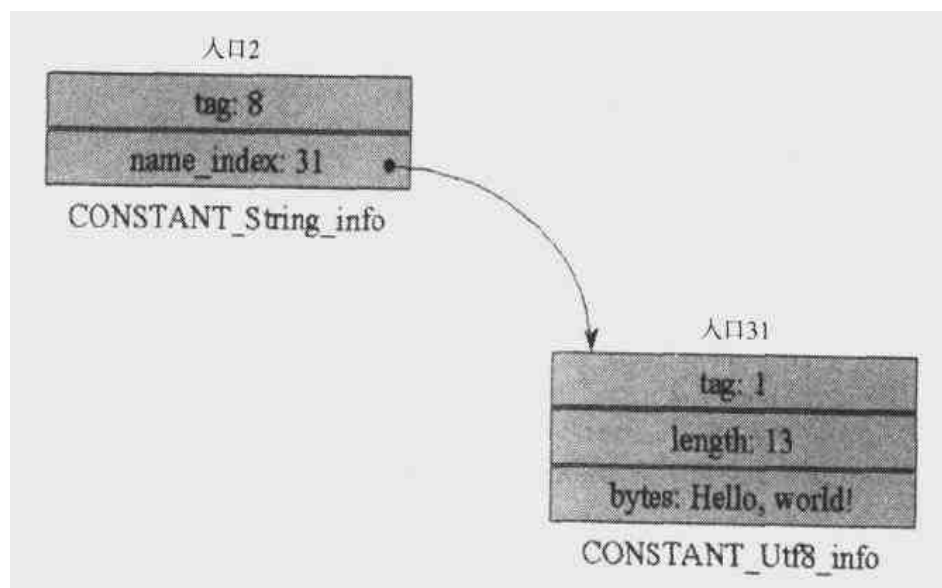 入口2
tag: 8
name_index: 31
CONSTANT_String_info
入口31
tag: 1
length: 13
bytes: Hello, world!
CONSTANT_Utf8_info